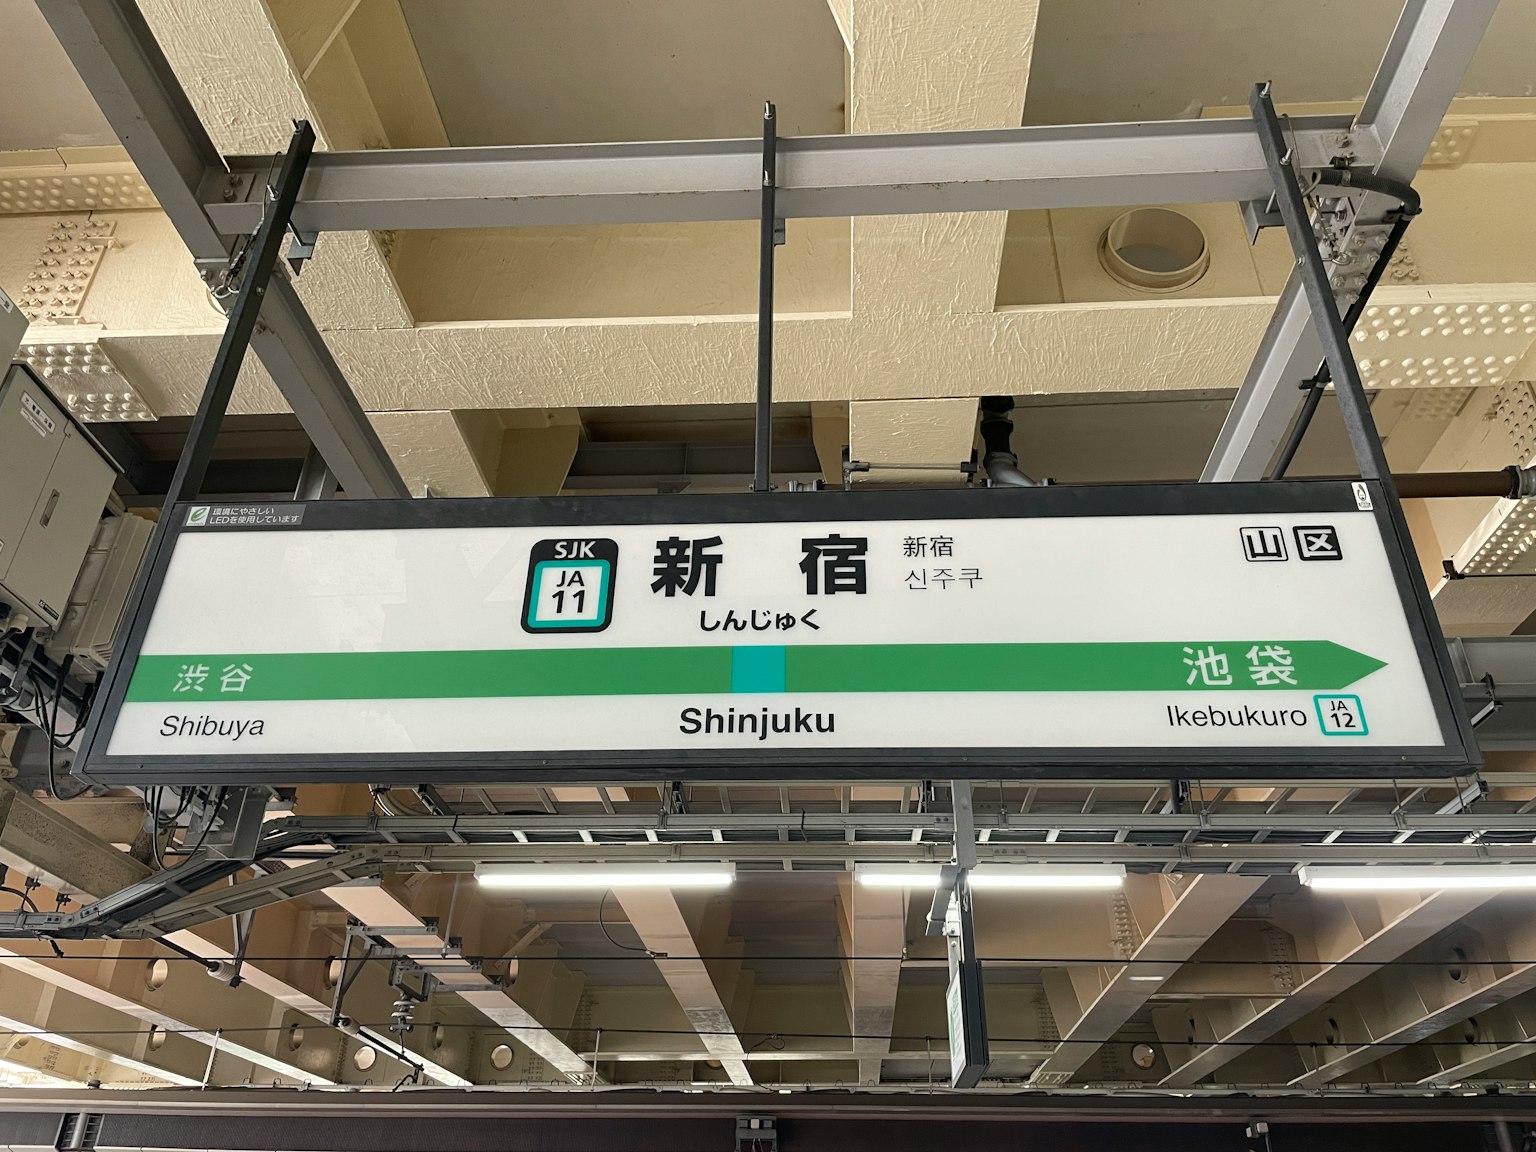 環境にやさしい
LEDを使用しています
山 区
SJK
JA
11
新宿
新宿
신주쿠
しんじゅく
渋谷
池袋
Shibuya
Shinjuku
Ikebukuro
JA
12